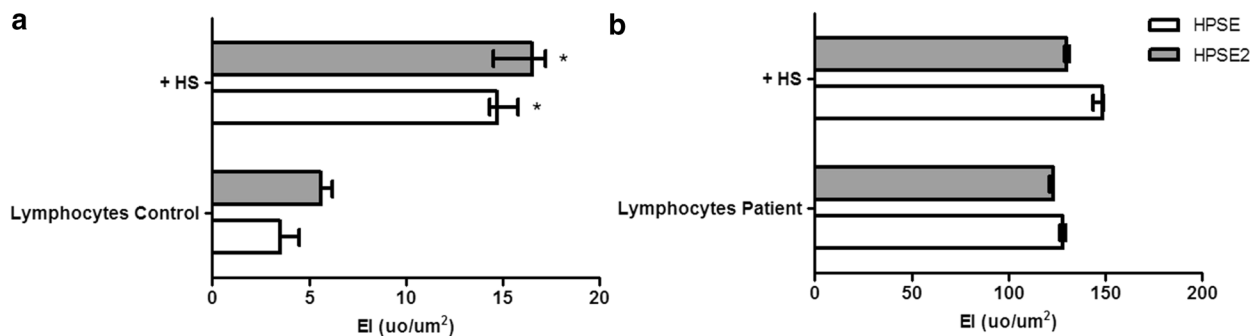 a
+ HS
*
*
Lymphocytes Control
0 5 10 15 20
EI (uo/um²)
b
HPSE
HPSE2
+ HS
Lymphocytes Patient
0 50 100 150 200
EI (uo/um²)